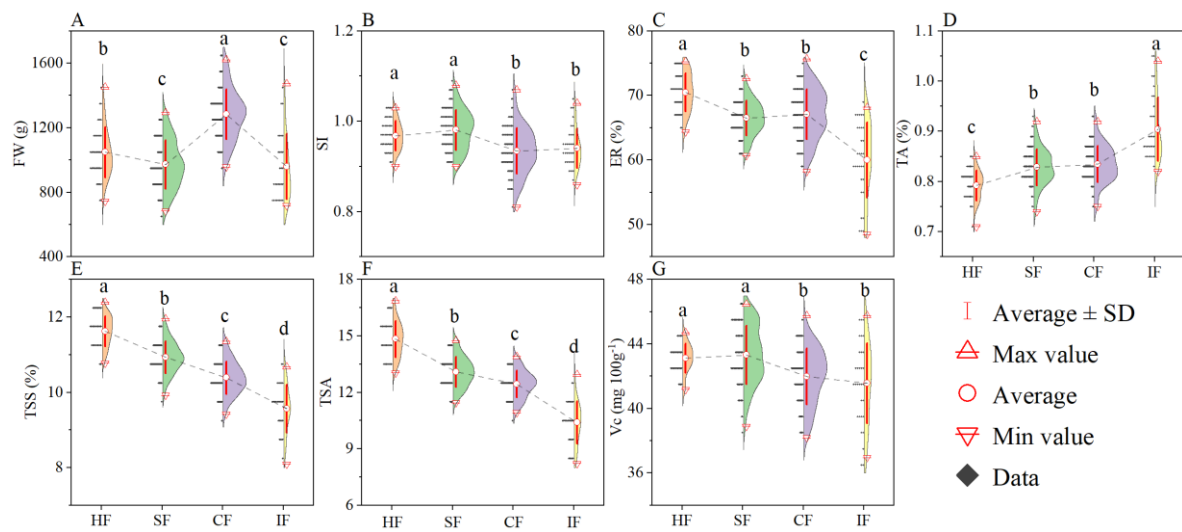 A
B
C
D
FW (g)
1600
1200
800
400
b
c
a
c
SI
1.2
1.0
0.8
a
a
b
b
ER (%)
80
70
60
50
a
b
b
c
TA (%)
1.1
1.0
0.9
0.8
0.7
c
b
b
a
HF
SF
CF
IF
E
F
G
TSS (%)
12
10
8
6
a
b
c
d
HF
SF
CF
IF
TSA
18
15
12
9
6
a
b
c
d
HF
SF
CF
IF
Vc (mg 100g-1)
48
44
40
36
a
a
b
b
HF
SF
CF
IF
Average ± SD
Max value
Average
Min value
Data